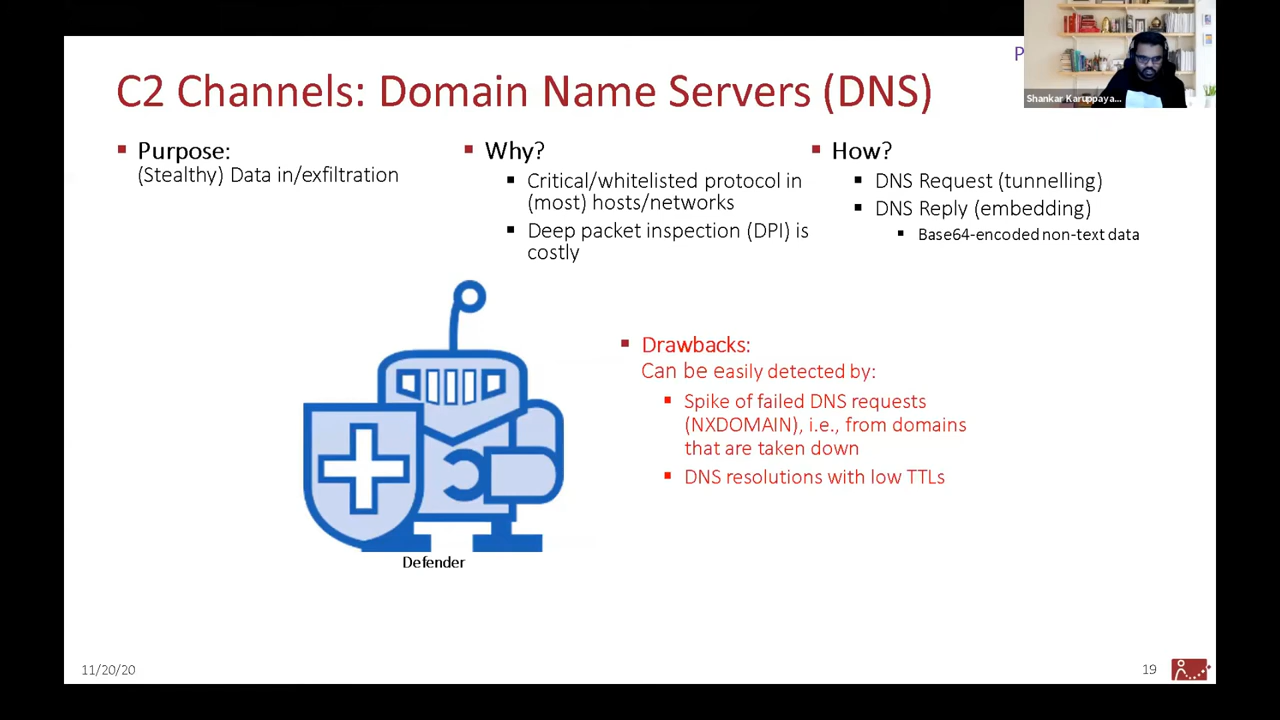 P
C2 Channels: Domain Name Servers (DNS)
Shankar Karuppaya...
▪ Purpose:
(Stealthy) Data in/exfiltration
▪ Why?
▪ Critical/whitelisted protocol in
(most) hosts/networks
▪ Deep packet inspection (DPI) is
costly
▪ How?
▪ DNS Request (tunnelling)
▪ DNS Reply (embedding)
▪ Base64-encoded non-text data
▪ Drawbacks:
Can be easily detected by:
▪ Spike of failed DNS requests
(NXDOMAIN), i.e., from domains
that are taken down
▪ DNS resolutions with low TTLs
Defender
11/20/20
19